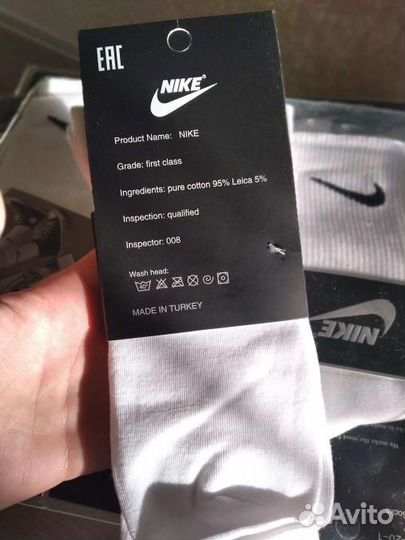 EAC
NIKE
Product Name: NIKE
Grade: first class
Ingredients: pure cotton 95% Leica 5%
Inspection: qualified
Inspector: 008
Wash head:
MADE IN TURKEY
NIKE
Avito